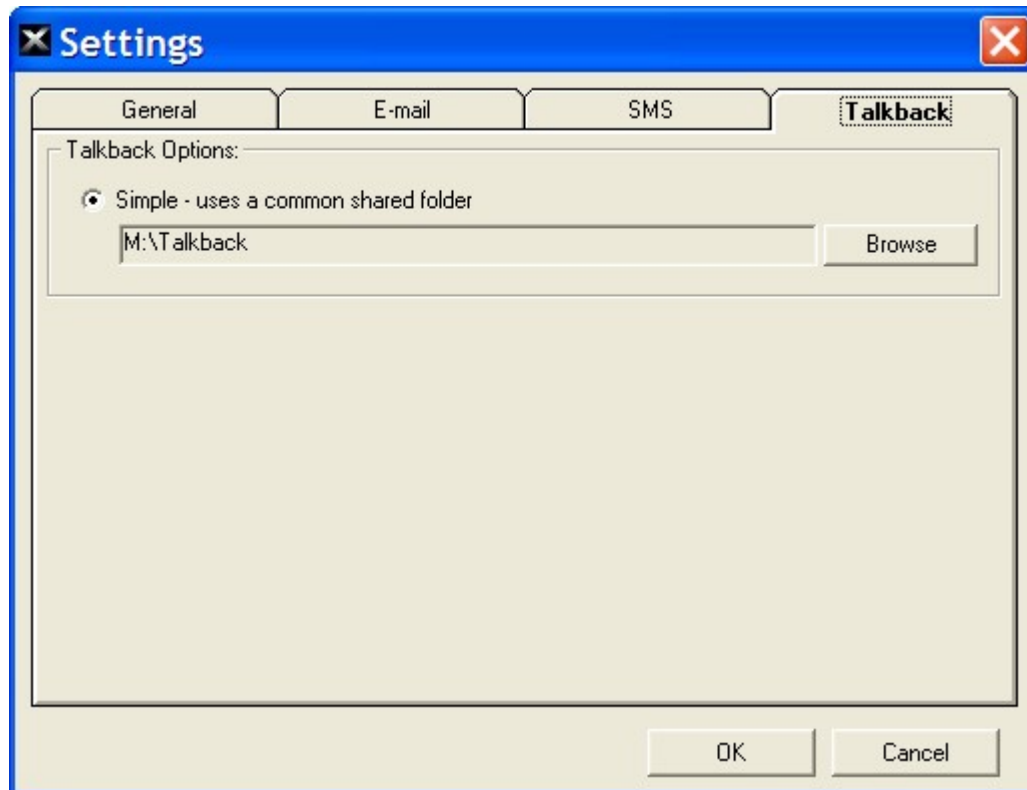 Settings
General E-mail SMS Talkback
Talkback Options:
Simple - uses a common shared folder
M:\Talkback Browse
OK Cancel